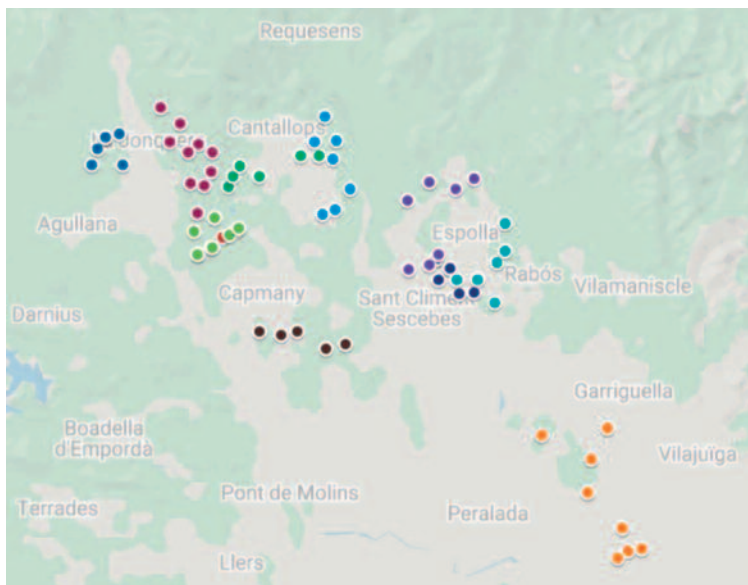 Requesens
Cantallops
Agullana
Espolla
Rabós
Vilamaniscle
Capmany
Sant Climent
Sescebes
Darnius
Garriguella
Boadella
d'Empordà
Vilajuïga
Pont de Molins
Terrades
Peralada
Llers